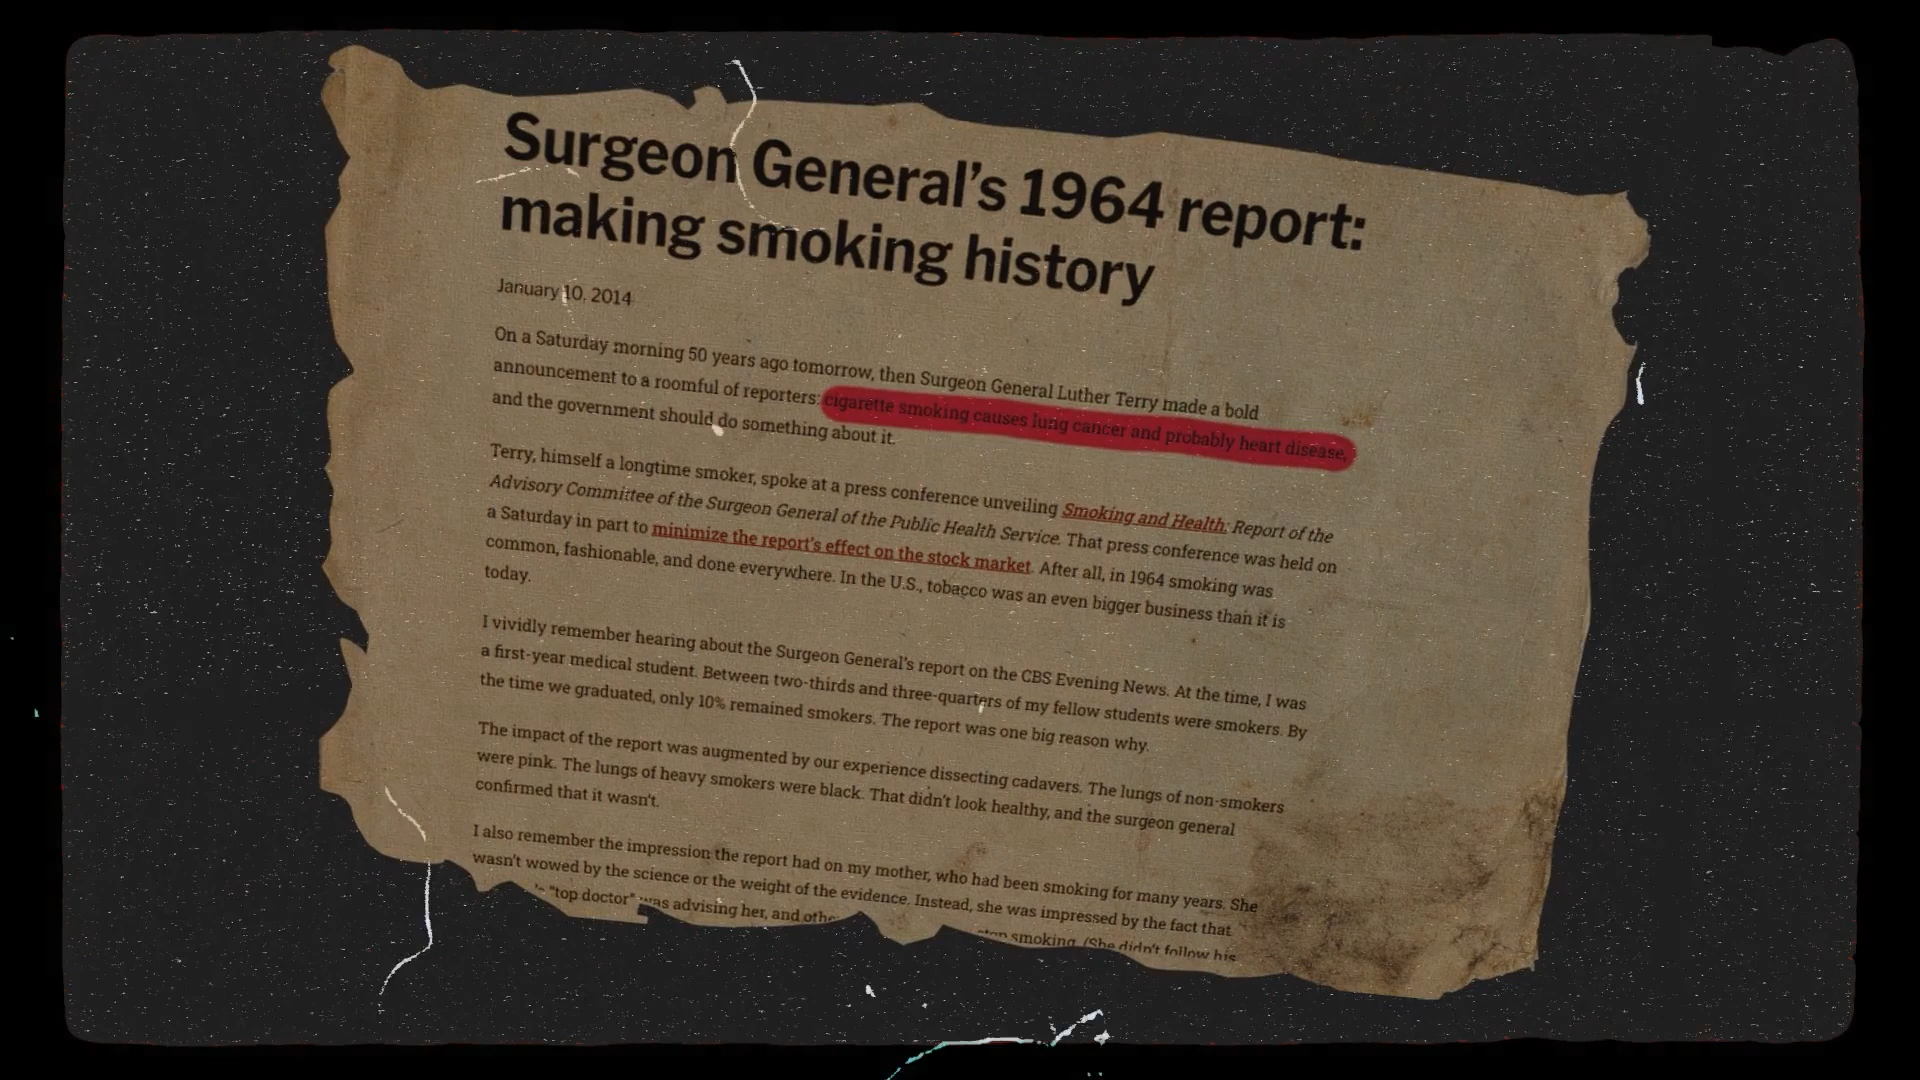 Surgeon General's 1964 report:
making smoking history
January 10, 2014
On a Saturday morning 50 years ago tomorrow, then Surgeon General Luther Terry made a bold
announcement to a roomful of reporters: cigarette smoking causes lung cancer and probably heart disease,
and the government should do something about it.
Terry, himself a longtime smoker, spoke at a press conference unveiling Smoking and Health: Report of the
Advisory Committee of the Surgeon General of the Public Health Service. That press conference was held on
a Saturday in part to minimize the report's effect on the stock market. After all, in 1964 smoking was
common, fashionable, and done everywhere. In the U.S., tobacco was an even bigger business than it is
today.
I vividly remember hearing about the Surgeon General's report on the CBS Evening News. At the time, I was
a first-year medical student. Between two-thirds and three-quarters of my fellow students were smokers. By
the time we graduated, only 10% remained smokers. The report was one big reason why.
The impact of the report was augmented by our experience dissecting cadavers. The lungs of non-smokers
were pink. The lungs of heavy smokers were black. That didn't look healthy, and the surgeon general
confirmed that it wasn't.
I also remember the impression the report had on my mother, who had been smoking for many years. She
wasn't wowed by the science or the weight of the evidence. Instead, she was impressed by the fact that
"top doctor" was advising her, and smoking. (She didn't follow his